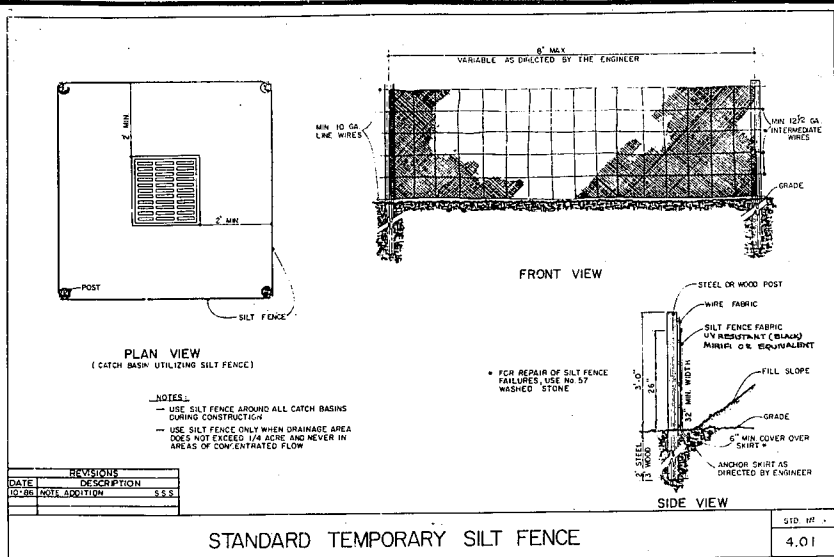 2' MIN
2' MIN
POST
SILT FENCE
PLAN VIEW
( CATCH BASIN UTILIZING SILT FENCE )
NOTES:
— USE SILT FENCE AROUND ALL CATCH BASINS
DURING CONSTRUCTION
— USE SILT FENCE ONLY WHEN DRAINAGE AREA
DOES NOT EXCEED 1/4 ACRE AND NEVER IN
AREAS OF CONCENTRATED FLOW
MAX
VARIABLE AS DIRECTED BY THE ENGINEER
MIN 10 GA.
LINE WIRES
MIN 12 1/2 GA.
INTERMEDIATE
WIRES
GRADE
FRONT VIEW
* FOR REPAIR OF SILT FENCE
FAILURES, USE No. 57
WASHED STONE
STEEL OR WOOD POST
WIRE FABRIC
SILT FENCE FABRIC
UV RESISTANT (BLACK)
MIRIFI OR EQUIVALENT
FILL SLOPE
GRADE
6" MIN. COVER OVER
SKIRT *
ANCHOR SKIRT AS
DIRECTED BY ENGINEER
3'-0"
26"
32" MIN. WIDTH
2' STEEL
3' WOOD
SIDE VIEW
REVISIONS
DATE DESCRIPTION
10-86 NOTE ADDITION S S S
STANDARD TEMPORARY SILT FENCE
STD. Nº
4.01